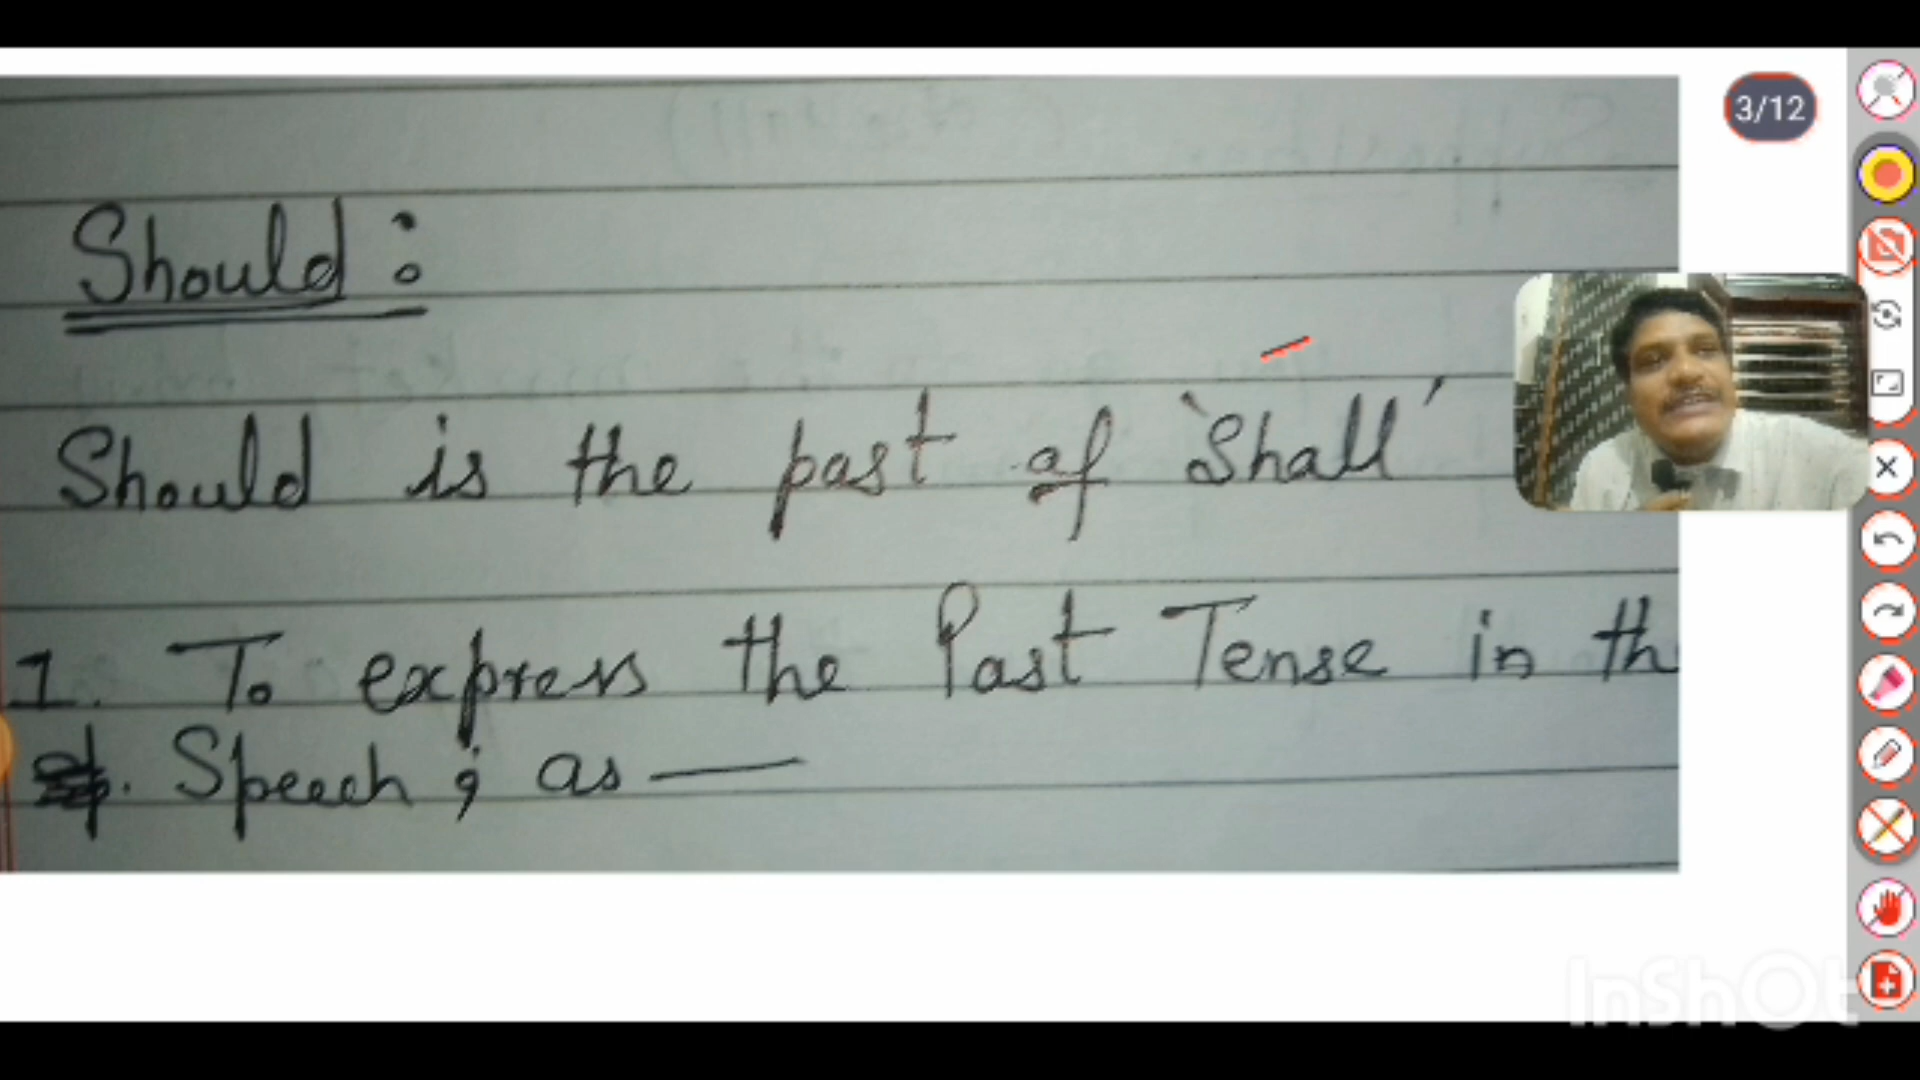 3/12
Should :
Should is the past of 'Shall'
1. To express the Past Tense in th
Speech ; as —
InShOt